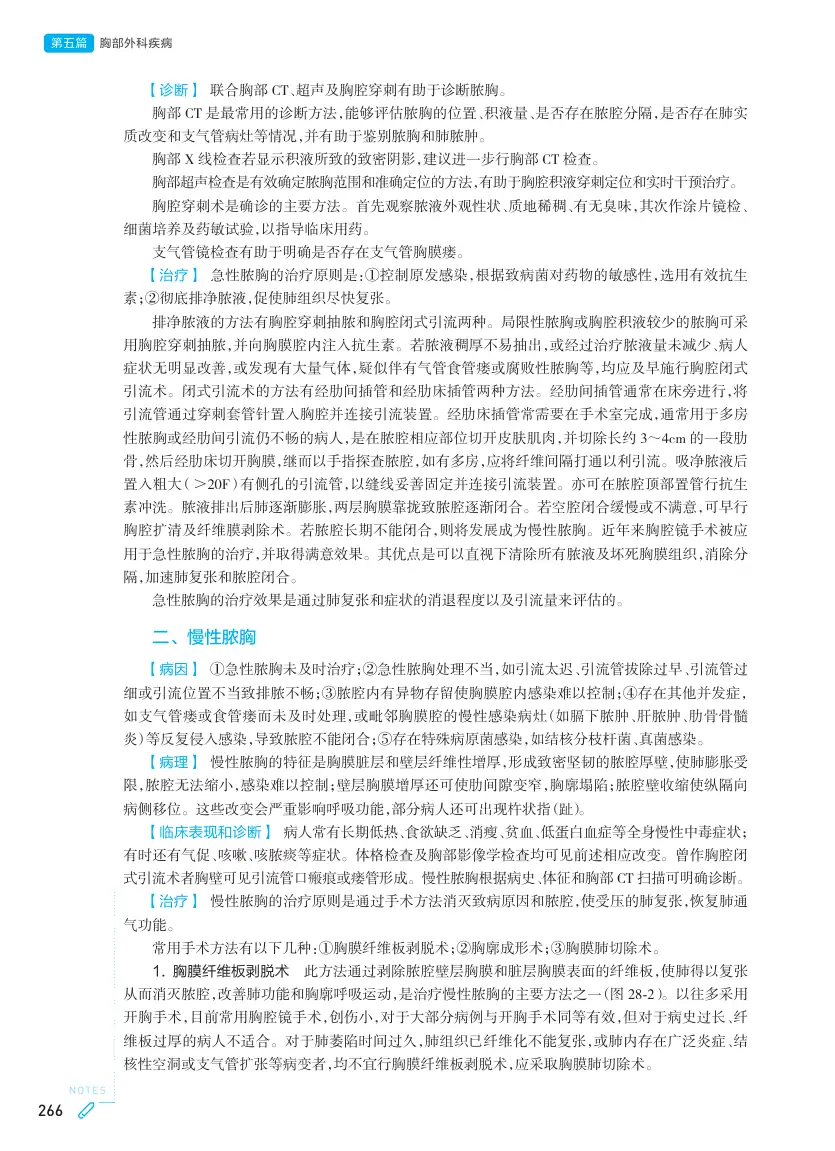 第五篇 胸部外科疾病
【诊断】 联合胸部 CT、超声及胸腔穿刺有助于诊断脓胸。
胸部 CT 是最常用的诊断方法,能够评估脓胸的位置、积液量、是否存在脓腔分隔,是否存在肺实
质改变和支气管病灶等情况,并有助于鉴别脓胸和肺脓肿。
胸部 X 线检查若显示积液所致的致密阴影,建议进一步行胸部 CT 检查。
胸部超声检查是有效确定脓胸范围和准确定位的方法,有助于胸腔积液穿刺定位和实时干预治疗。
胸腔穿刺术是确诊的主要方法。首先观察脓液外观性状、质地稀稠、有无臭味,其次作涂片镜检、
细菌培养及药敏试验,以指导临床用药。
支气管镜检查有助于明确是否存在支气管胸膜瘘。
【治疗】 急性脓胸的治疗原则是:①控制原发感染,根据致病菌对药物的敏感性,选用有效抗生
素;②彻底排净脓液,促使肺组织尽快复张。
排净脓液的方法有胸腔穿刺抽脓和胸腔闭式引流两种。局限性脓胸或胸腔积液较少的脓胸可采
用胸腔穿刺抽脓,并向胸膜腔内注入抗生素。若脓液稠厚不易抽出,或经过治疗脓液量未减少、病人
症状无明显改善,或发现有大量气体,疑似伴有气管食管瘘或腐败性脓胸等,均应及早施行胸腔闭式
引流术。闭式引流术的方法有经肋间插管和经肋床插管两种方法。经肋间插管通常在床旁进行,将
引流管通过穿刺套管针置入胸腔并连接引流装置。经肋床插管常需要在手术室完成,通常用于多房
性脓胸或经肋间引流仍不畅的病人,是在脓腔相应部位切开皮肤肌肉,并切除长约 3～4cm 的一段肋
骨,然后经肋床切开胸膜,继而以手指探查脓腔,如有多房,应将纤维间隔打通以利引流。吸净脓液后
置入粗大(>20F)有侧孔的引流管,以缝线妥善固定并连接引流装置。亦可在脓腔顶部置管行抗生
素冲洗。脓液排出后肺逐渐膨胀,两层胸膜靠拢致脓腔逐渐闭合。若空腔闭合缓慢或不满意,可早行
胸腔扩清及纤维膜剥除术。若脓腔长期不能闭合,则将发展成为慢性脓胸。近年来胸腔镜手术被应
用于急性脓胸的治疗,并取得满意效果。其优点是可以直视下清除所有脓液及坏死胸膜组织,消除分
隔,加速肺复张和脓腔闭合。
急性脓胸的治疗效果是通过肺复张和症状的消退程度以及引流量来评估的。
二、慢性脓胸
【病因】 ①急性脓胸未及时治疗;②急性脓胸处理不当,如引流太迟、引流管拔除过早、引流管过
细或引流位置不当致排脓不畅;③脓腔内有异物存留使胸膜腔内感染难以控制;④存在其他并发症,
如支气管瘘或食管瘘而未及时处理,或毗邻胸膜腔的慢性感染病灶(如膈下脓肿、肝脓肿、肋骨骨髓
炎)等反复侵入感染,导致脓腔不能闭合;⑤存在特殊病原菌感染,如结核分枝杆菌、真菌感染。
【病理】 慢性脓胸的特征是胸膜脏层和壁层纤维性增厚,形成致密坚韧的脓腔厚壁,使肺膨胀受
限,脓腔无法缩小,感染难以控制;壁层胸膜增厚还可使肋间隙变窄,胸廓塌陷;脓腔壁收缩使纵隔向
病侧移位。这些改变会严重影响呼吸功能,部分病人还可出现杵状指(趾)。
【临床表现和诊断】 病人常有长期低热、食欲缺乏、消瘦、贫血、低蛋白血症等全身慢性中毒症状;
有时还有气促、咳嗽、咳脓痰等症状。体格检查及胸部影像学检查均可见前述相应改变。曾作胸腔闭
式引流术者胸壁可见引流管口瘢痕或瘘管形成。慢性脓胸根据病史、体征和胸部 CT 扫描可明确诊断。
【治疗】 慢性脓胸的治疗原则是通过手术方法消灭致病原因和脓腔,使受压的肺复张,恢复肺通
气功能。
常用手术方法有以下几种:①胸膜纤维板剥脱术;②胸廓成形术;③胸膜肺切除术。
1. 胸膜纤维板剥脱术 此方法通过剥除脓腔壁层胸膜和脏层胸膜表面的纤维板,使肺得以复张
从而消灭脓腔,改善肺功能和胸廓呼吸运动,是治疗慢性脓胸的主要方法之一(图 28-2)。以往多采用
开胸手术,目前常用胸腔镜手术,创伤小,对于大部分病例与开胸手术同等有效,但对于病史过长、纤
维板过厚的病人不适合。对于肺萎陷时间过久,肺组织已纤维化不能复张,或肺内存在广泛炎症、结
核性空洞或支气管扩张等病变者,均不宜行胸膜纤维板剥脱术,应采取胸膜肺切除术。
NOTES
266